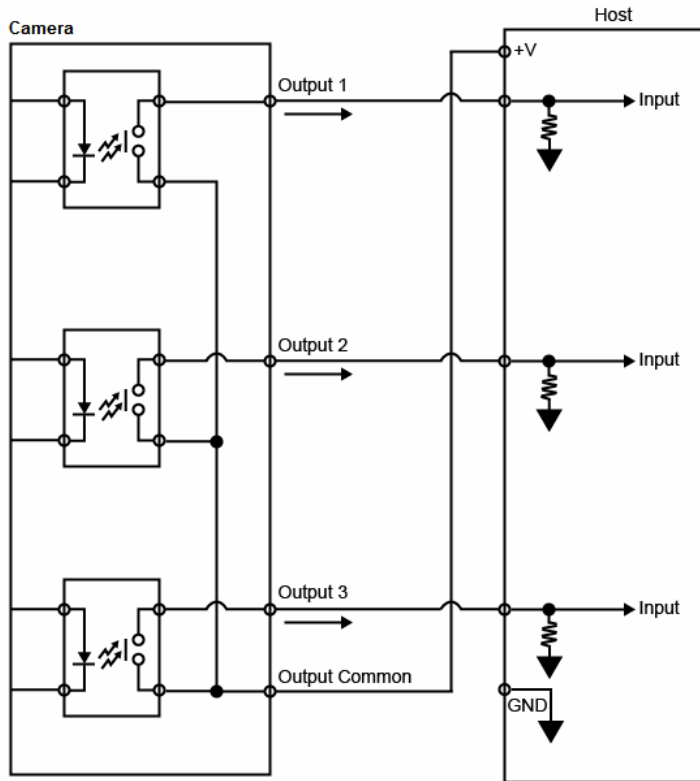 Camera
Host
+V
Output 1
Input
Output 2
Input
Output 3
Input
Output Common
GND